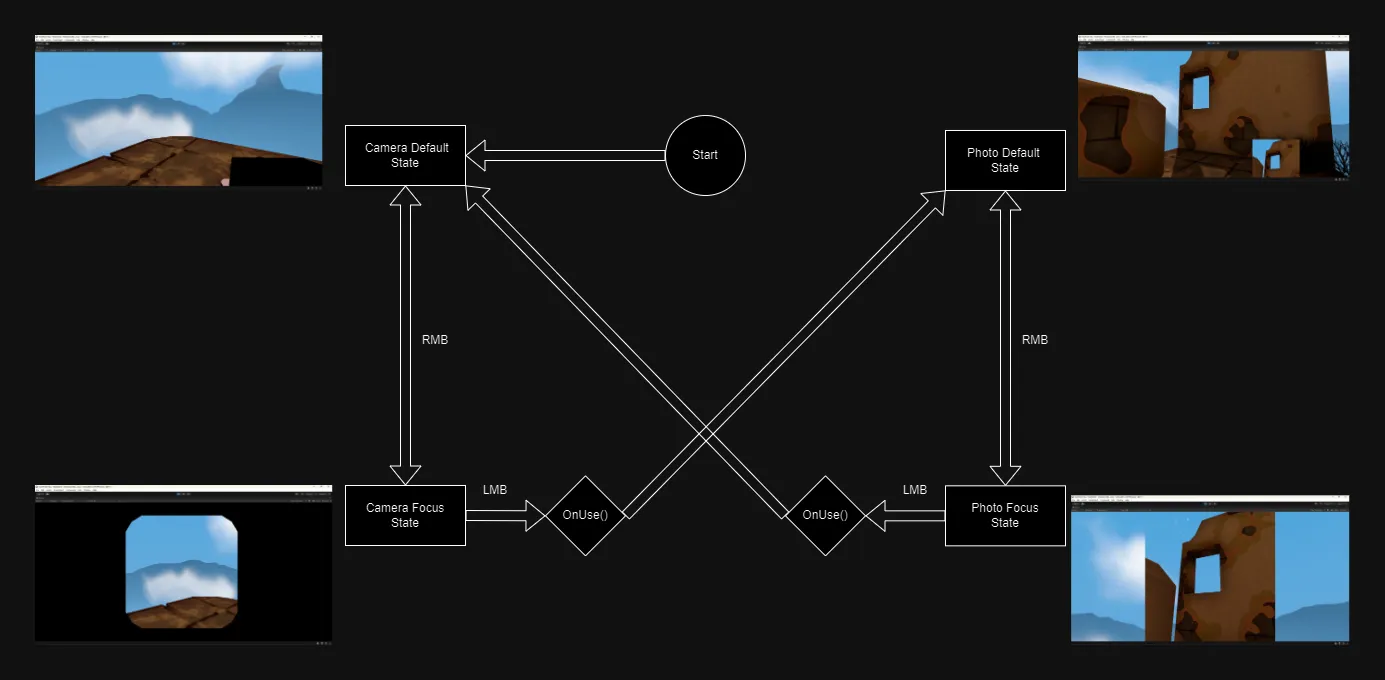 Camera Default
State
Start
Photo Default
State
RMB
RMB
Camera Focus
State
LMB
OnUse()
OnUse()
LMB
Photo Focus
State